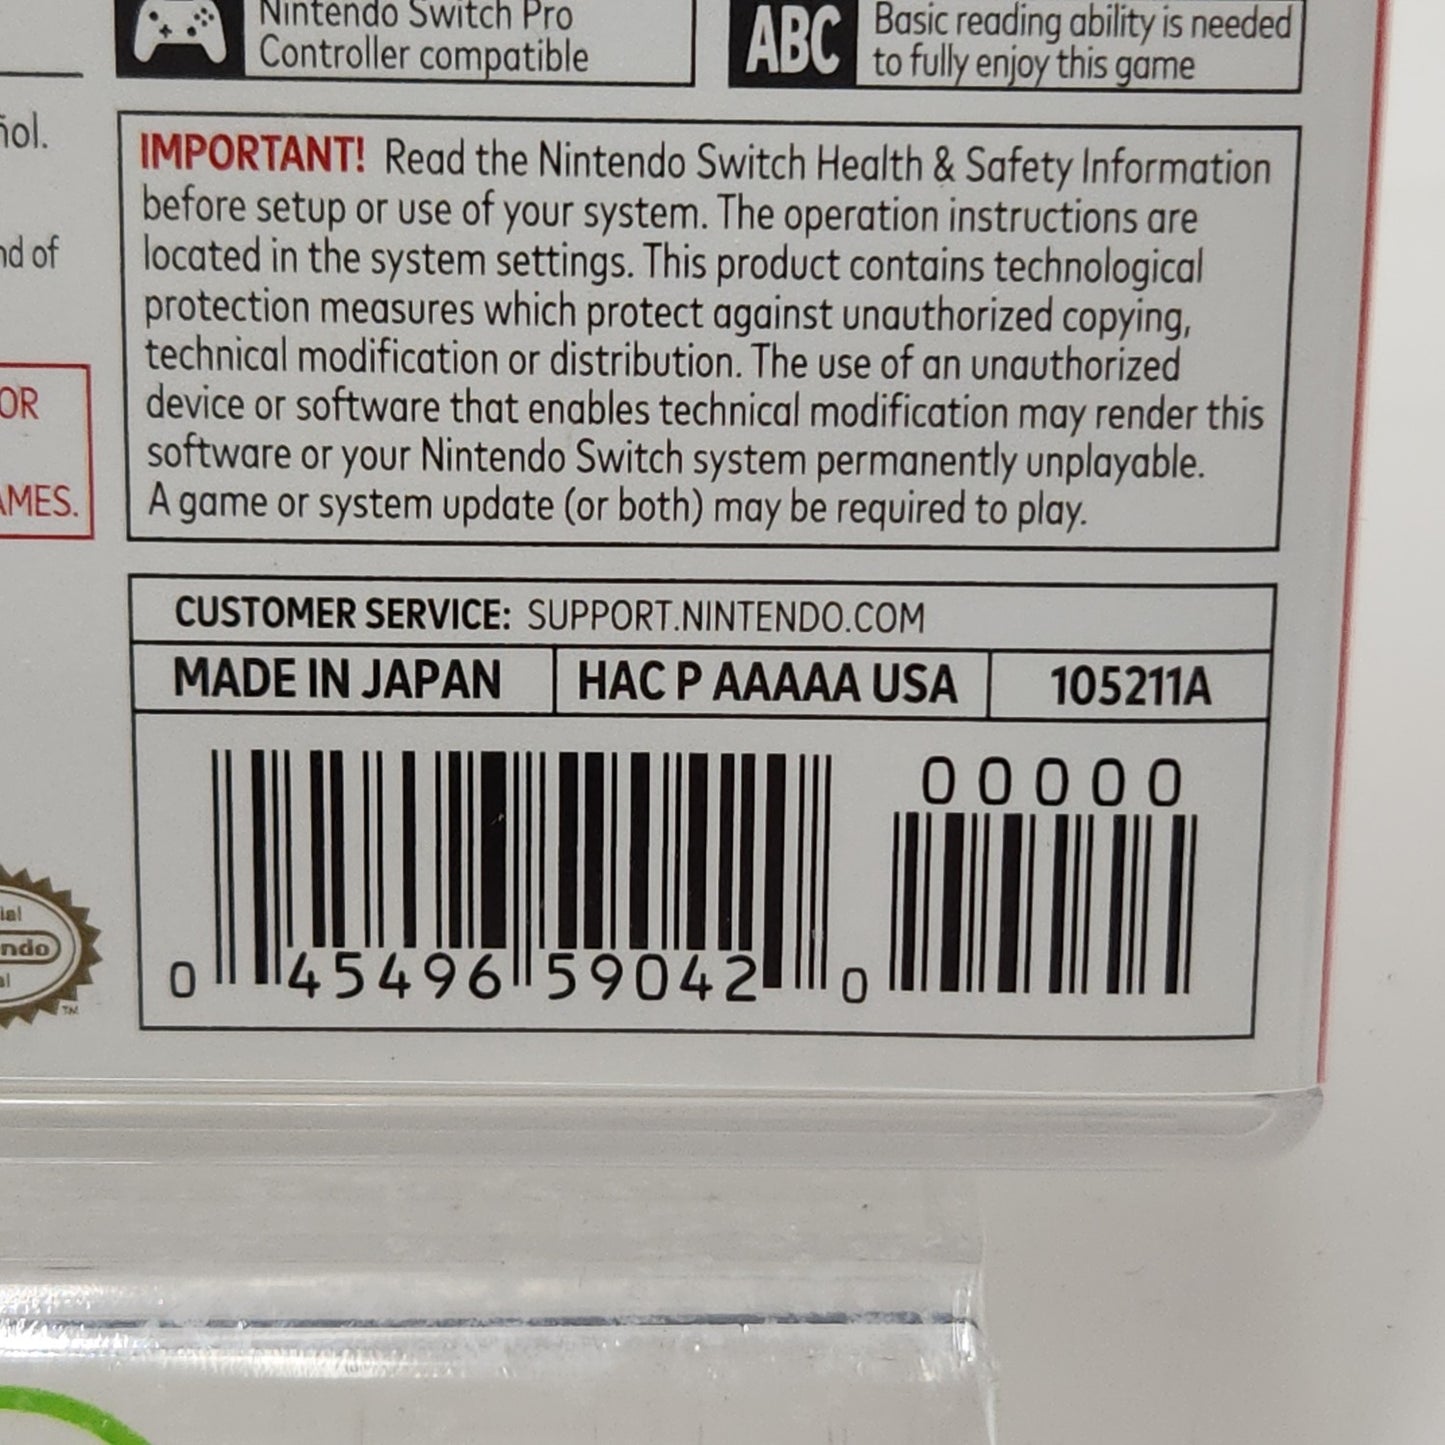 Nintendo Switch Pro
Controller compatible
ABC
Basic reading ability is needed
to fully enjoy this game
ñol.
nd of
OR
AMES.
IMPORTANT! Read the Nintendo Switch Health & Safety Information
before setup or use of your system. The operation instructions are
located in the system settings. This product contains technological
protection measures which protect against unauthorized copying,
technical modification or distribution. The use of an unauthorized
device or software that enables technical modification may render this
software or your Nintendo Switch system permanently unplayable.
A game or system update (or both) may be required to play.
CUSTOMER SERVICE: SUPPORT.NINTENDO.COM
MADE IN JAPAN
HAC P AAAAA USA
105211A
00000
0 45496 59042 0
ial
ndo
al
TM